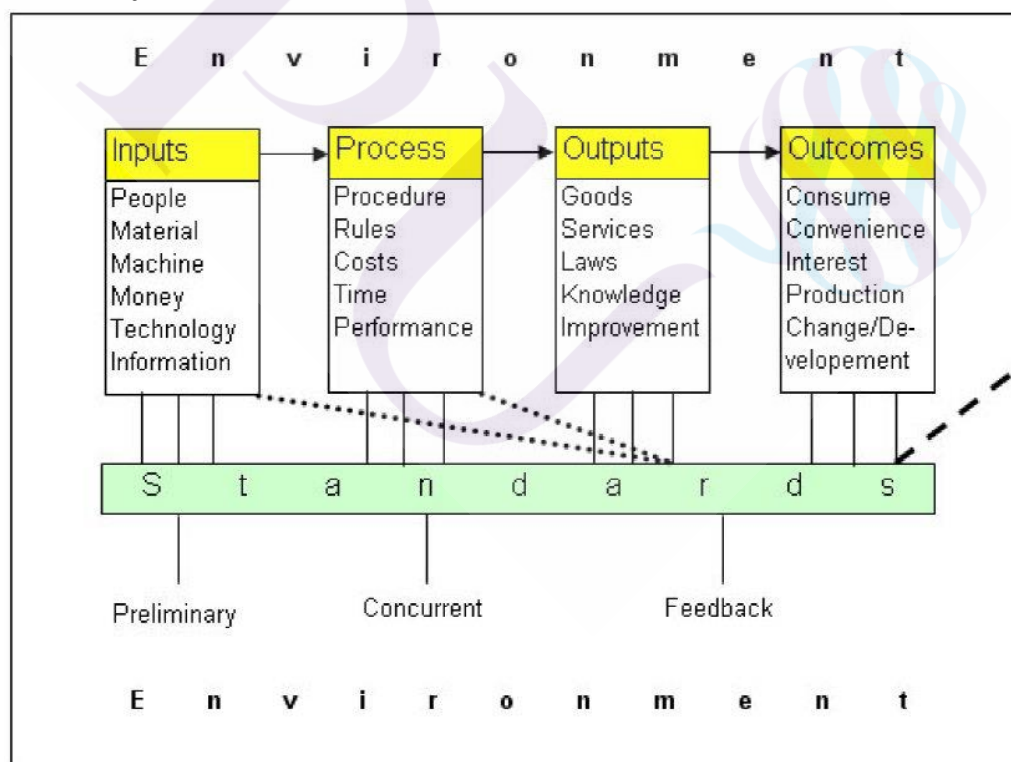 E n v i r o n m e n t
Inputs
People
Material
Machine
Money
Technology
Information
Process
Procedure
Rules
Costs
Time
Performance
Outputs
Goods
Services
Laws
Knowledge
Improvement
Outcomes
Consume
Convenience
Interest
Production
Change/De-
velopement
S t a n d a r d s
Preliminary
Concurrent
Feedback
E n v i r o n m e n t